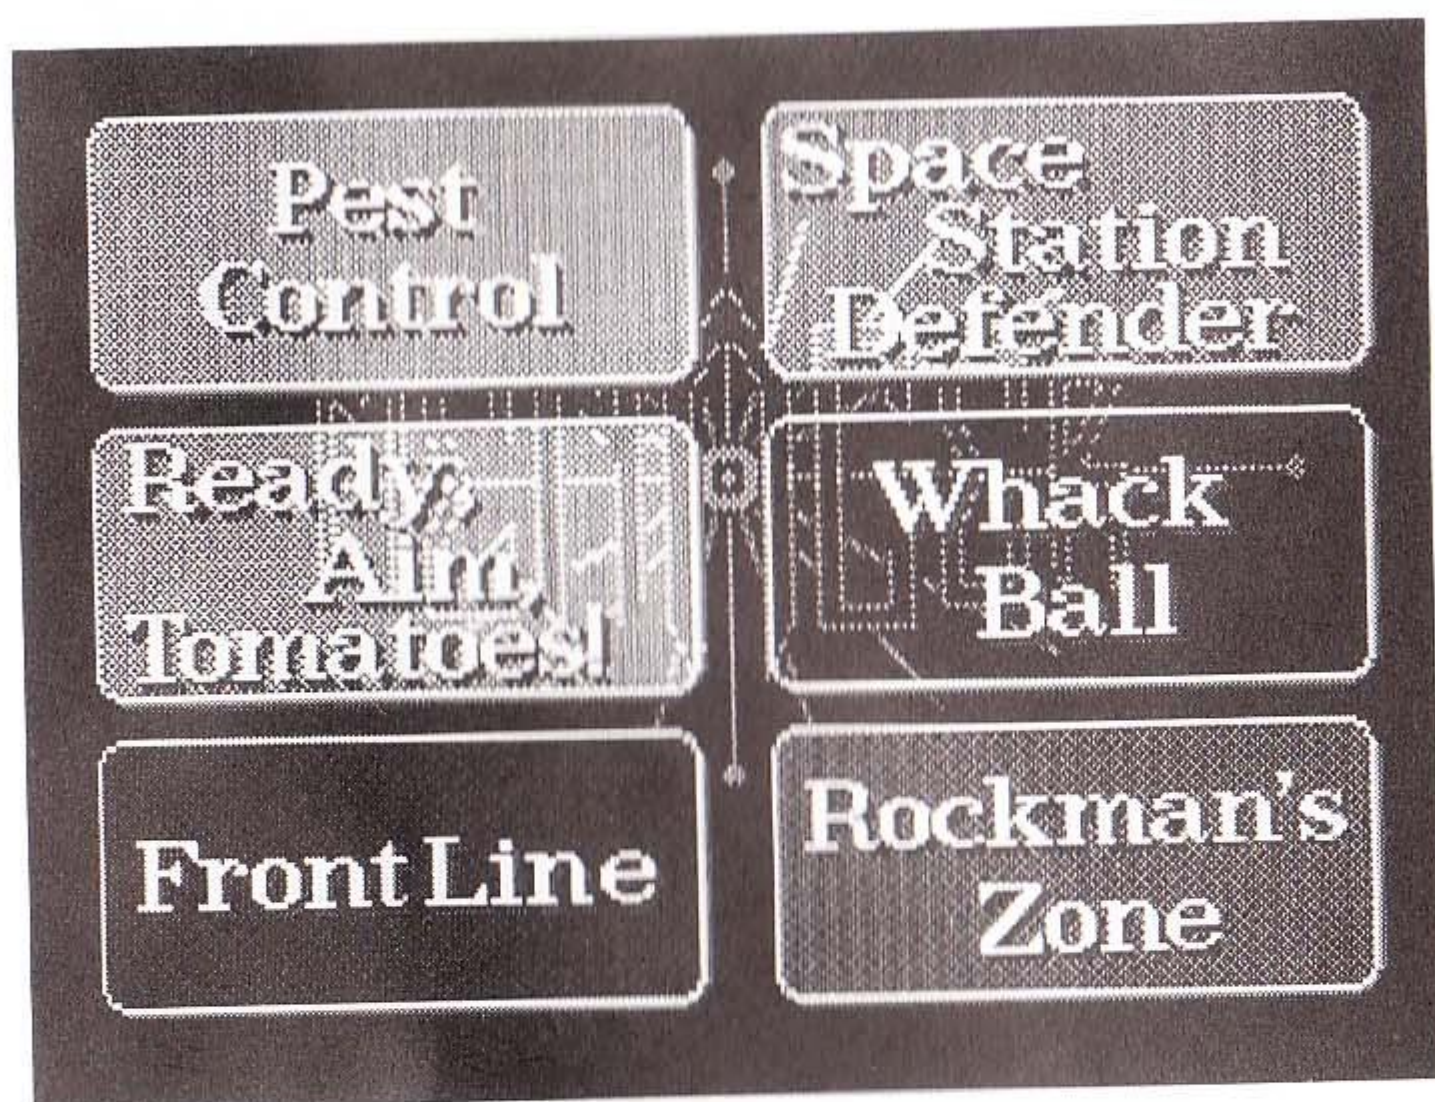 Pest
Control
Space
Station
Defender
Ready,
Aim,
Tomatoes!
Whack
Ball
Front Line
Rockman's
Zone